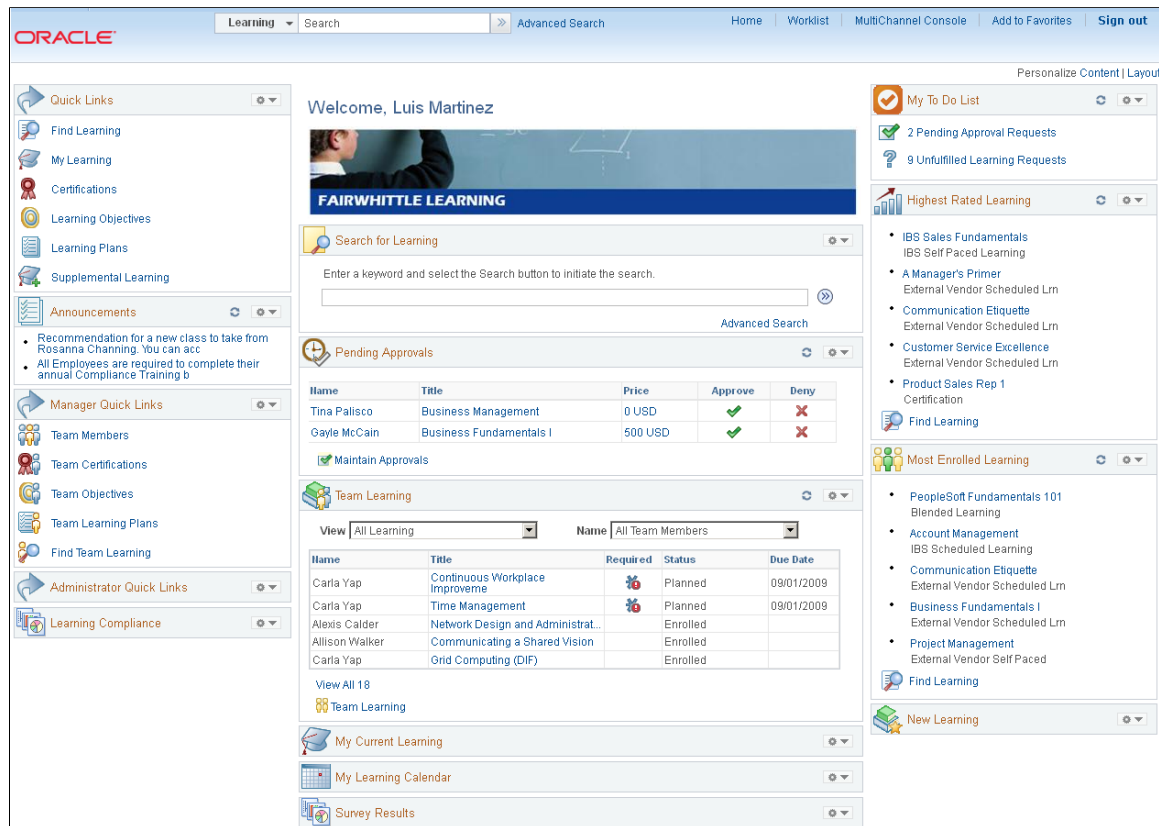 ORACLE
Learning
Search
Advanced Search
Home
Worklist
MultiChannel Console
Add to Favorites
Sign out
Personalize Content | Layout
Quick Links
Find Learning
My Learning
Certifications
Learning Objectives
Learning Plans
Supplemental Learning
Announcements
Recommendation for a new class to take from
Rosanna Channing. You can acc
All Employees are required to complete their
annual Compliance Training b
Manager Quick Links
Team Members
Team Certifications
Team Objectives
Team Learning Plans
Find Team Learning
Administrator Quick Links
Learning Compliance
Welcome, Luis Martinez
FAIRWHITTLE LEARNING
Search for Learning
Enter a keyword and select the Search button to initiate the search.
Advanced Search
Pending Approvals
Name Title Price Approve Deny
Tina Palisco Business Management 0 USD
Gayle McCain Business Fundamentals I 500 USD
Maintain Approvals
Team Learning
View All Learning Name All Team Members
Name Title Required Status Due Date
Carla Yap Continuous Workplace Improveme Planned 09/01/2009
Carla Yap Time Management Planned 09/01/2009
Alexis Calder Network Design and Administrat... Enrolled
Allison Walker Communicating a Shared Vision Enrolled
Carla Yap Grid Computing (DIF) Enrolled
View All 18
Team Learning
My Current Learning
My Learning Calendar
Survey Results
My To Do List
2 Pending Approval Requests
9 Unfulfilled Learning Requests
Highest Rated Learning
IBS Sales Fundamentals
IBS Self Paced Learning
A Manager's Primer
External Vendor Scheduled Lrn
Communication Etiquette
External Vendor Scheduled Lrn
Customer Service Excellence
External Vendor Scheduled Lrn
Product Sales Rep 1
Certification
Find Learning
Most Enrolled Learning
PeopleSoft Fundamentals 101
Blended Learning
Account Management
IBS Scheduled Learning
Communication Etiquette
External Vendor Scheduled Lrn
Business Fundamentals I
External Vendor Scheduled Lrn
Project Management
External Vendor Self Paced
Find Learning
New Learning